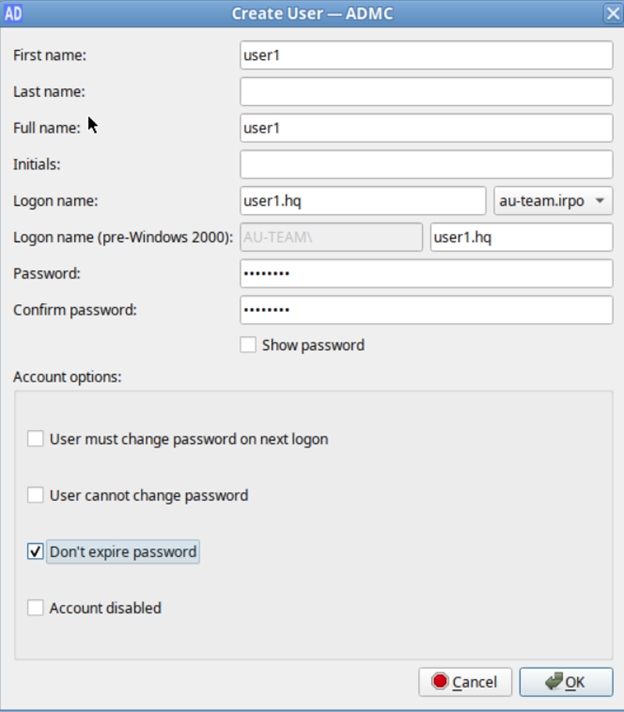 AD Create User — ADMC
First name: user1
Last name:
Full name: user1
Initials:
Logon name: user1.hq au-team.irpo
Logon name (pre-Windows 2000): AU-TEAM\ user1.hq
Password: ••••••••
Confirm password: ••••••••
Show password
Account options:
User must change password on next logon
User cannot change password
Don't expire password
Account disabled
Cancel OK